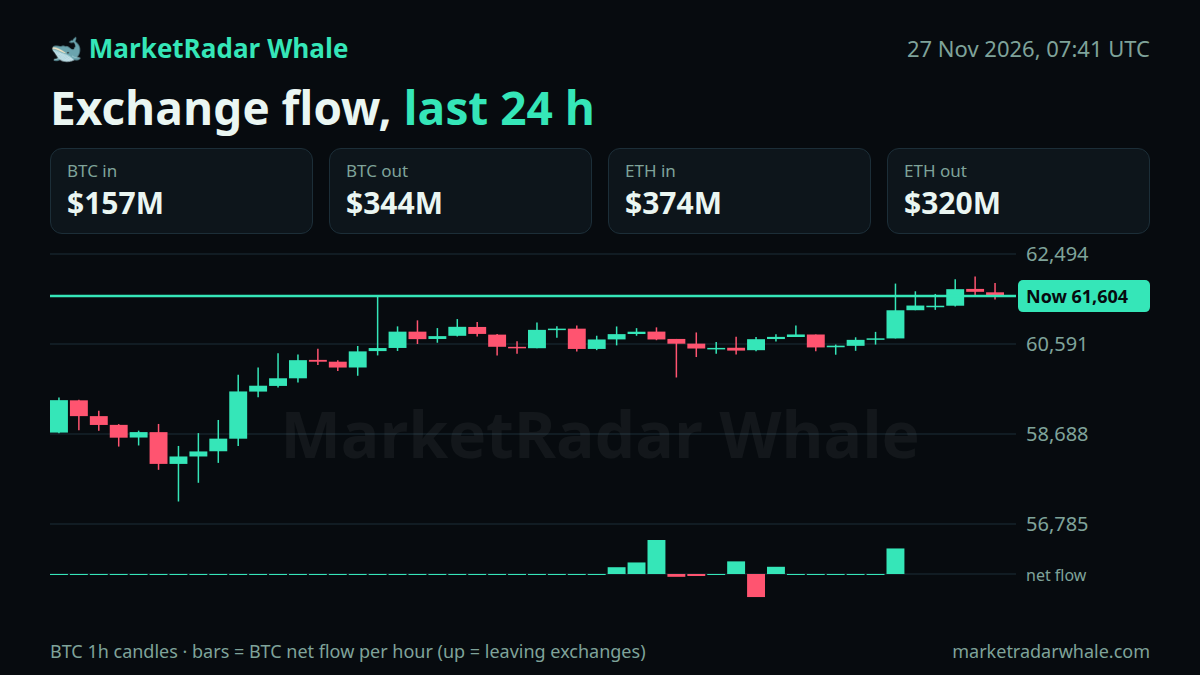 🐳 MarketRadar Whale
27 Nov 2026, 07:41 UTC
Exchange flow, last 24 h
BTC in
$157M
BTC out
$344M
ETH in
$374M
ETH out
$320M
62,494
Now 61,604
60,591
MarketRadar Whale
58,688
56,785
net flow
BTC 1h candles · bars = BTC net flow per hour (up = leaving exchanges)
marketradarwhale.com